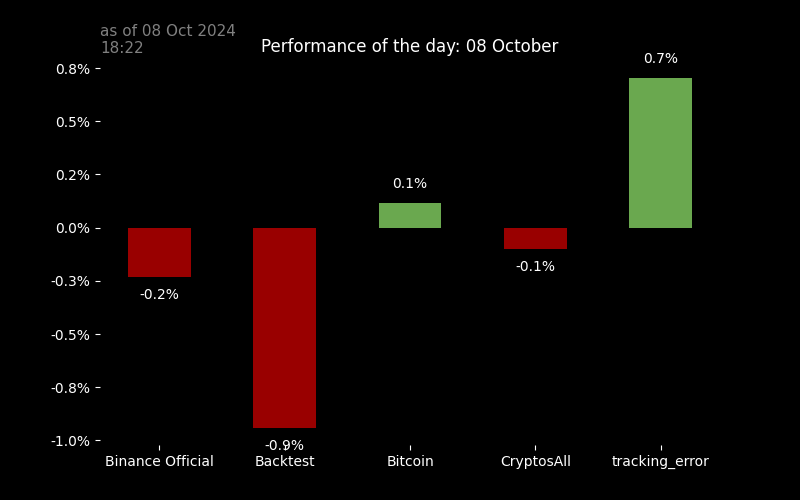 as of 08 Oct 2024
18:22
Performance of the day: 08 October
0.8%
0.5%
0.2%
0.0%
-0.3%
-0.5%
-0.8%
-1.0%
0.7%
0.1%
-0.2%
-0.1%
-0.9%
Binance Official
Backtest
Bitcoin
CryptosAll
tracking_error